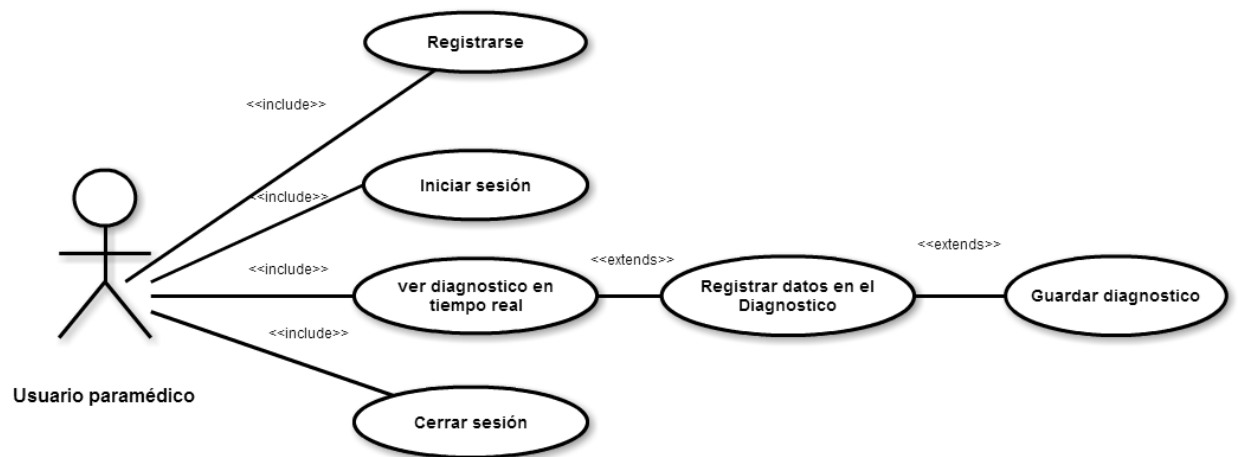 Registrarse
<<include>>
<<include>>
Iniciar sesión
<<include>>
ver diagnostico en
tiempo real
<<extends>>
Registrar datos en el
Diagnostico
<<extends>>
Guardar diagnostico
<<include>>
Usuario paramédico
Cerrar sesión